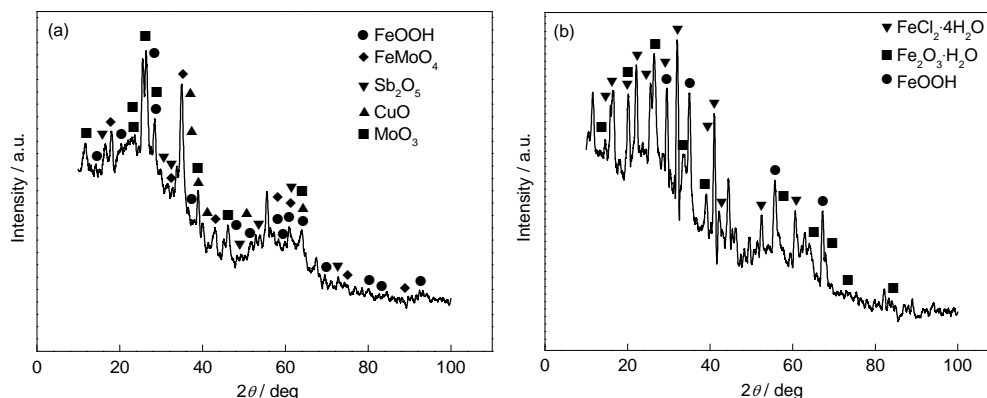 (a)
FeOOH
FeMoO₄
Sb₂O₅
CuO
MoO₃
Intensity / a.u.
0 20 40 60 80 100
2θ / deg
(b)
FeCl₂·4H₂O
Fe₂O₃·H₂O
FeOOH
Intensity / a.u.
0 20 40 60 80 100
2θ / deg